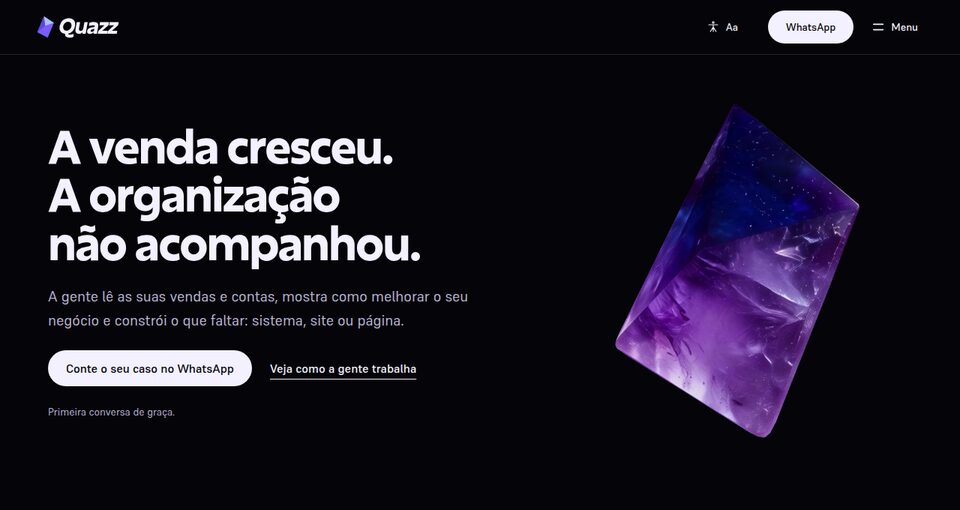 Quazz
Aa
WhatsApp
Menu
A venda cresceu.
A organização
não acompanhou.
A gente lê as suas vendas e contas, mostra como melhorar o seu
negócio e constrói o que faltar: sistema, site ou página.
Conte o seu caso no WhatsApp
Veja como a gente trabalha
Primeira conversa de graça.